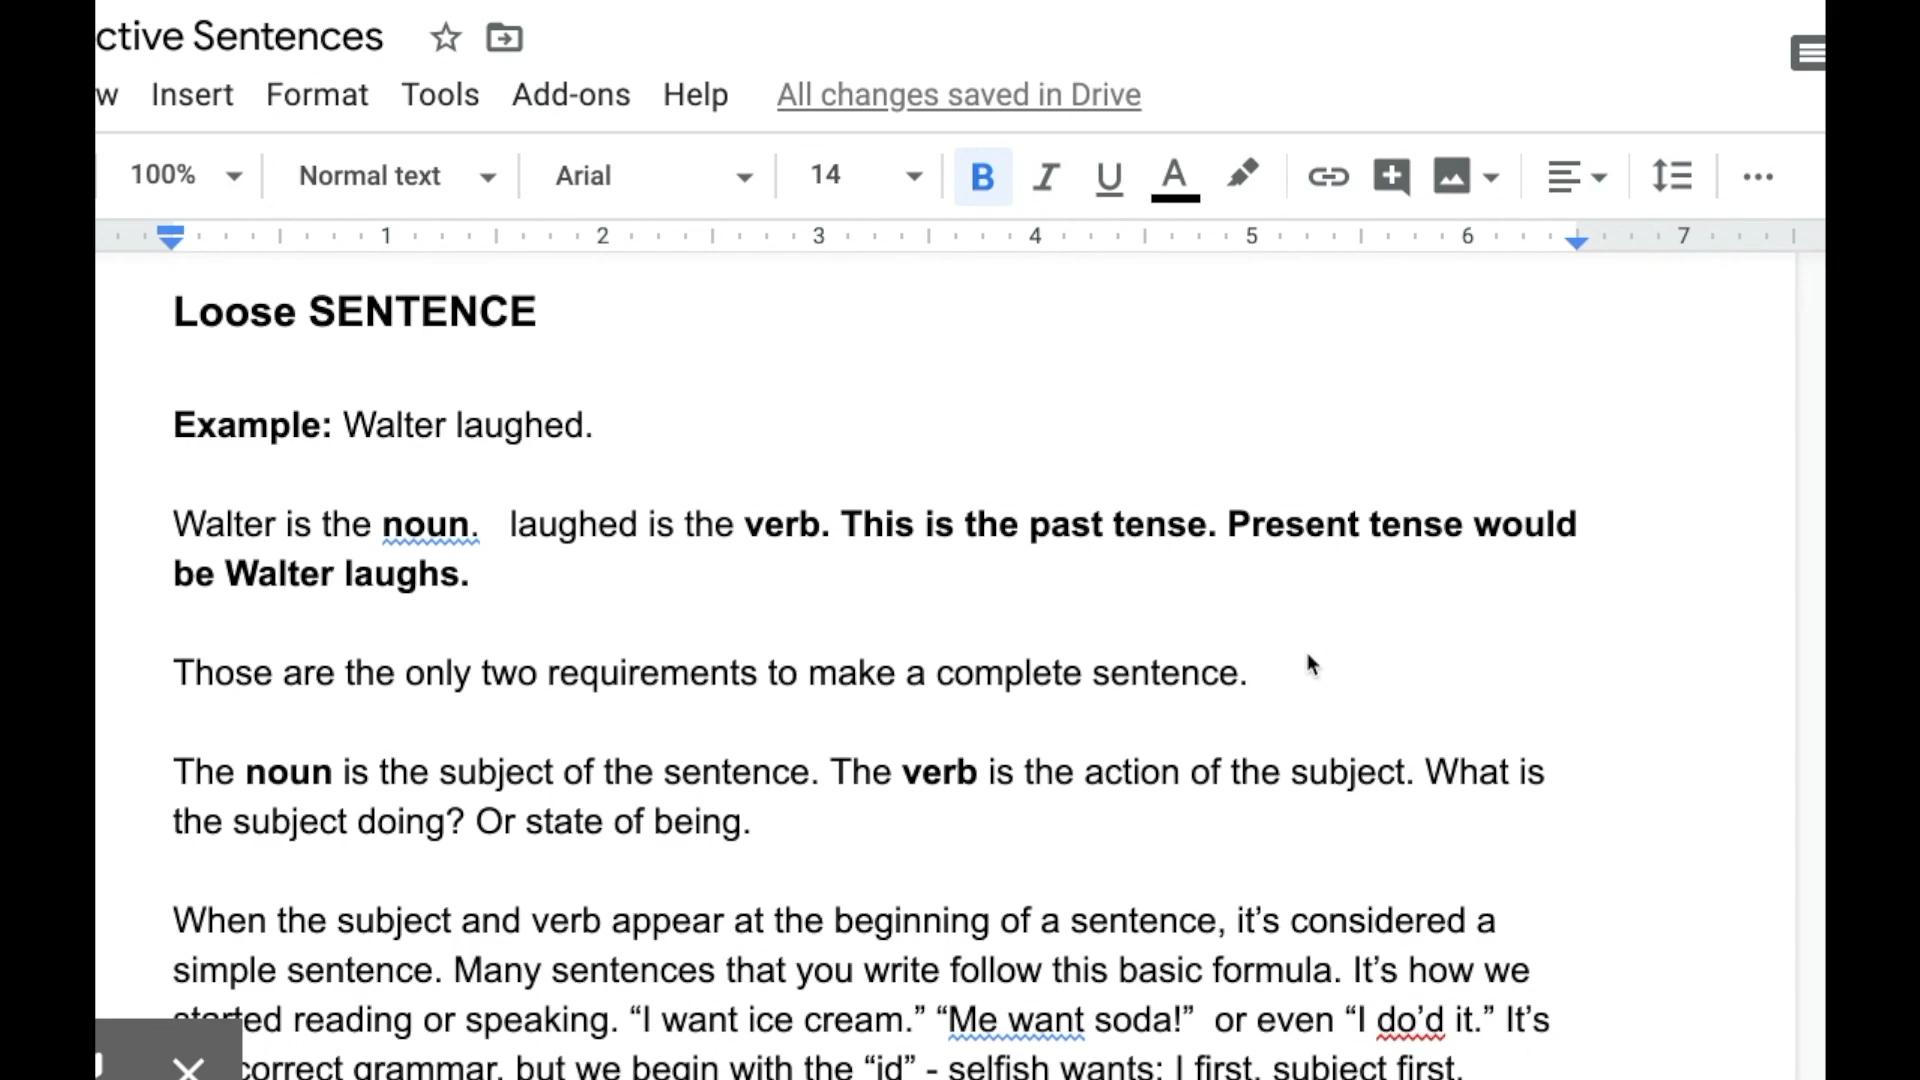 ctive Sentences
w Insert Format Tools Add-ons Help All changes saved in Drive
100% Normal text Arial 14 B I U A
1 2 3 4 5 6 7
Loose SENTENCE
Example: Walter laughed.
Walter is the noun. laughed is the verb. This is the past tense. Present tense would
be Walter laughs.
Those are the only two requirements to make a complete sentence.
The noun is the subject of the sentence. The verb is the action of the subject. What is
the subject doing? Or state of being.
When the subject and verb appear at the beginning of a sentence, it’s considered a
simple sentence. Many sentences that you write follow this basic formula. It’s how we
started reading or speaking. “I want ice cream.” “Me want soda!” or even “I do’d it.” It’s
correct grammar, but we begin with the “id” - selfish wants: I first, subject first.